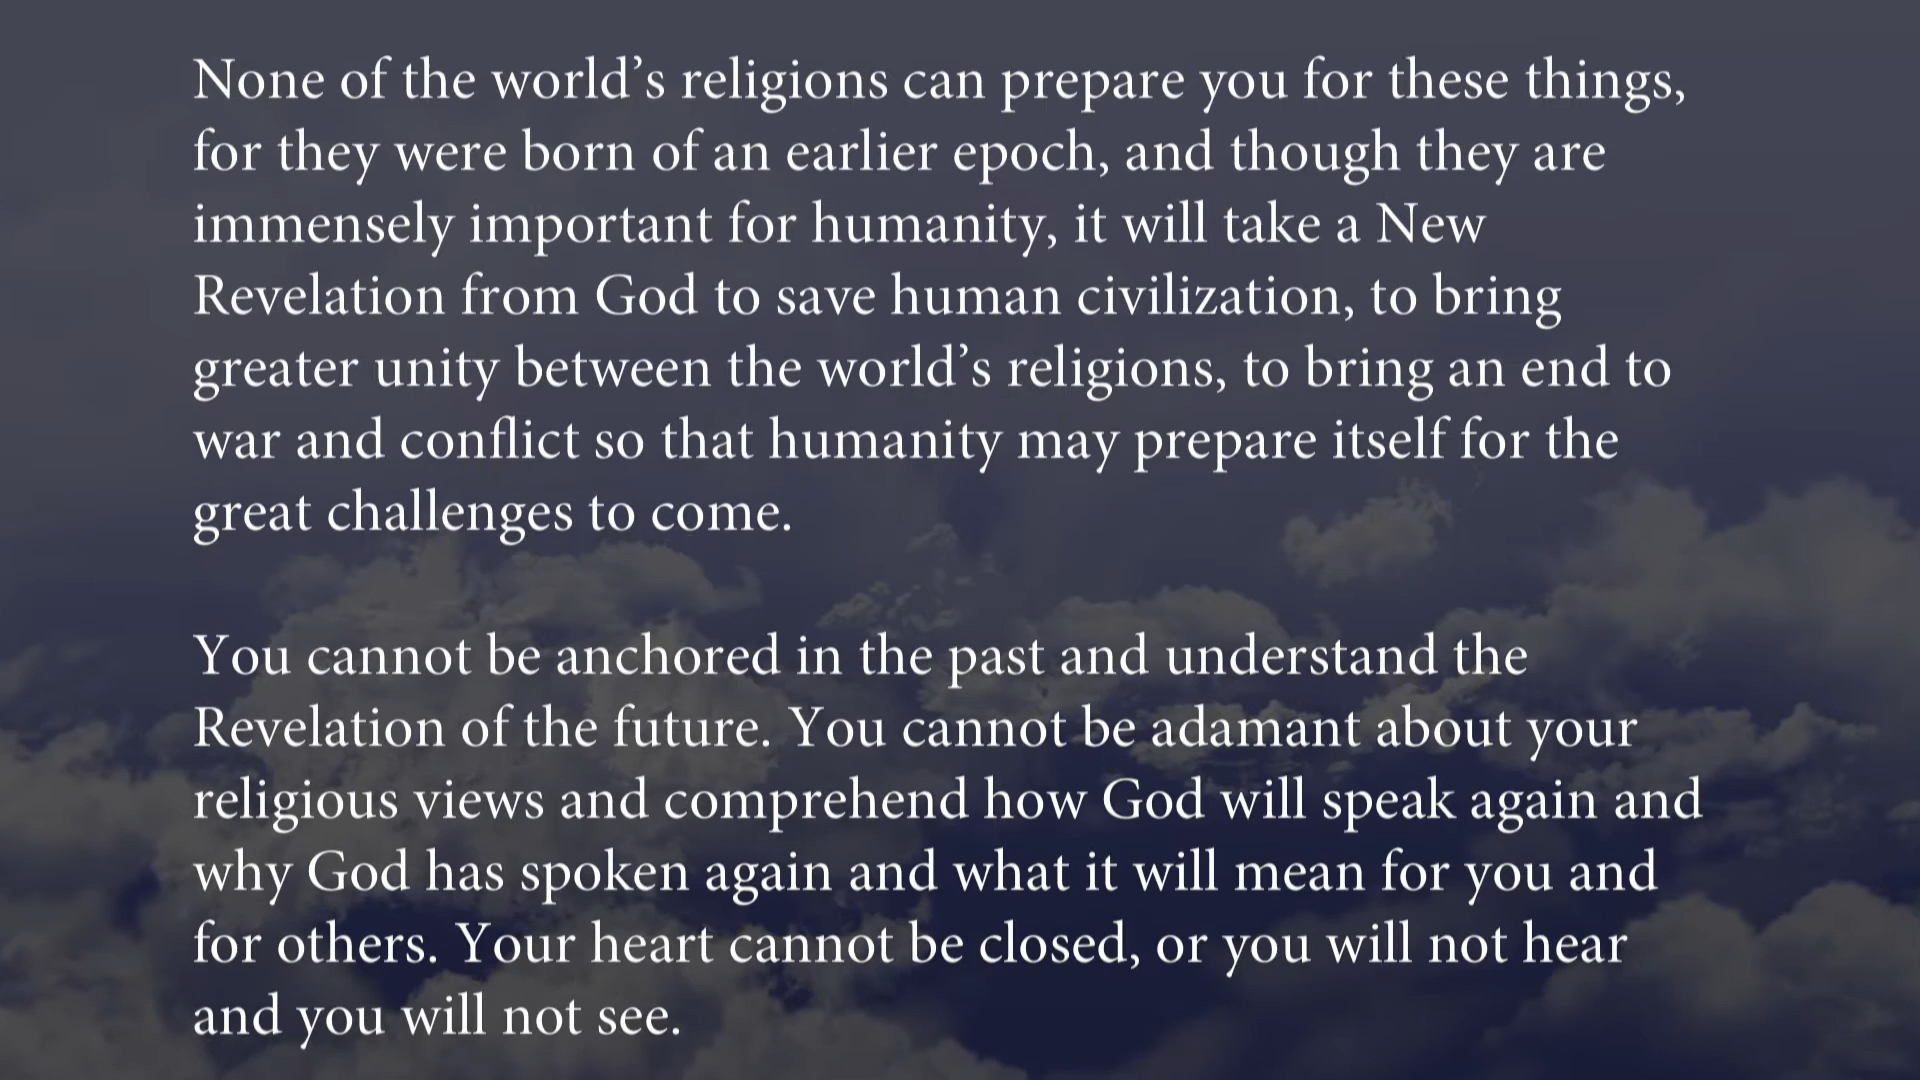 None of the world’s religions can prepare you for these things,
for they were born of an earlier epoch, and though they are
immensely important for humanity, it will take a New
Revelation from God to save human civilization, to bring
greater unity between the world’s religions, to bring an end to
war and conflict so that humanity may prepare itself for the
great challenges to come.
You cannot be anchored in the past and understand the
Revelation of the future. You cannot be adamant about your
religious views and comprehend how God will speak again and
why God has spoken again and what it will mean for you and
for others. Your heart cannot be closed, or you will not hear
and you will not see.